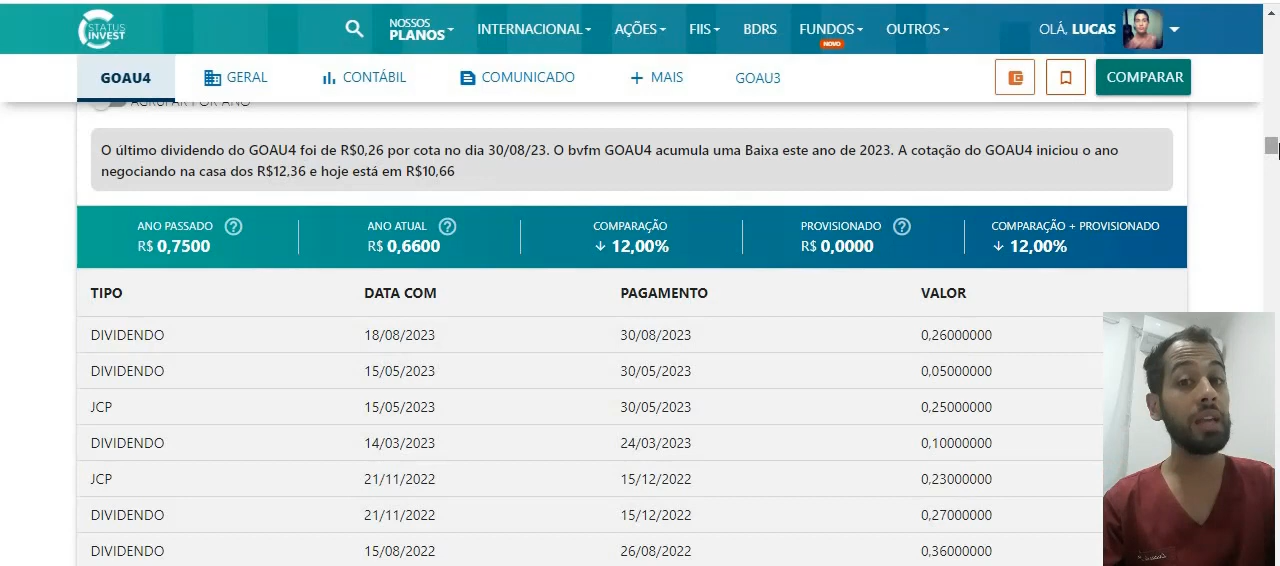 STATUS
INVEST
NOSSOS
PLANOS
INTERNACIONAL
AÇÕES
FIIS
BDRS
FUNDOS
NOVO
OUTROS
OLÁ, LUCAS
GOAU4
GERAL
CONTÁBIL
COMUNICADO
+ MAIS
GOAU3
COMPARAR
AGRUPAR POR ANO
O último dividendo do GOAU4 foi de R$0,26 por cota no dia 30/08/23. O bvfm GOAU4 acumula uma Baixa este ano de 2023. A cotação do GOAU4 iniciou o ano
negociando na casa dos R$12,36 e hoje está em R$10,66
ANO PASSADO ?
R$ 0,7500
ANO ATUAL ?
R$ 0,6600
COMPARAÇÃO
↓ 12,00%
PROVISIONADO ?
R$ 0,0000
COMPARAÇÃO + PROVISIONADO
↓ 12,00%
TIPO DATA COM PAGAMENTO VALOR
DIVIDENDO 18/08/2023 30/08/2023 0,26000000
DIVIDENDO 15/05/2023 30/05/2023 0,05000000
JCP 15/05/2023 30/05/2023 0,25000000
DIVIDENDO 14/03/2023 24/03/2023 0,10000000
JCP 21/11/2022 15/12/2022 0,23000000
DIVIDENDO 21/11/2022 15/12/2022 0,27000000
DIVIDENDO 15/08/2022 26/08/2022 0,36000000